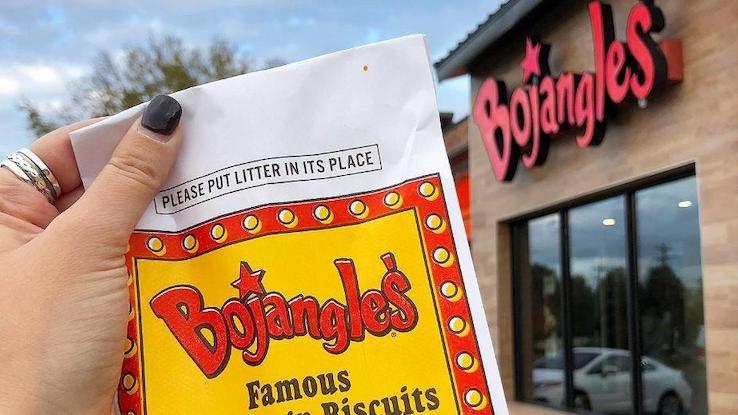 Bojangles
PLEASE PUT LITTER IN ITS PLACE
Bojangles'
Famous
Biscuits